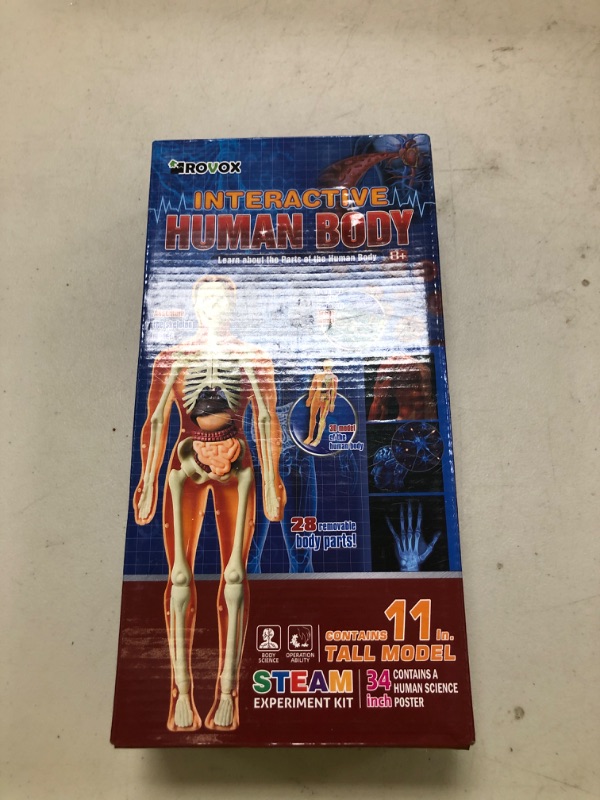 ROVOX
INTERACTIVE
HUMAN BODY
Learn about the Parts of the Human Body 8+
3D model
of the
human body
28 removable
body parts!
BODY
SCIENCE
OPERATION
ABILITY
CONTAINS 11 in.
TALL MODEL
STEAM
EXPERIMENT KIT
34
inch
CONTAINS A
HUMAN SCIENCE
POSTER